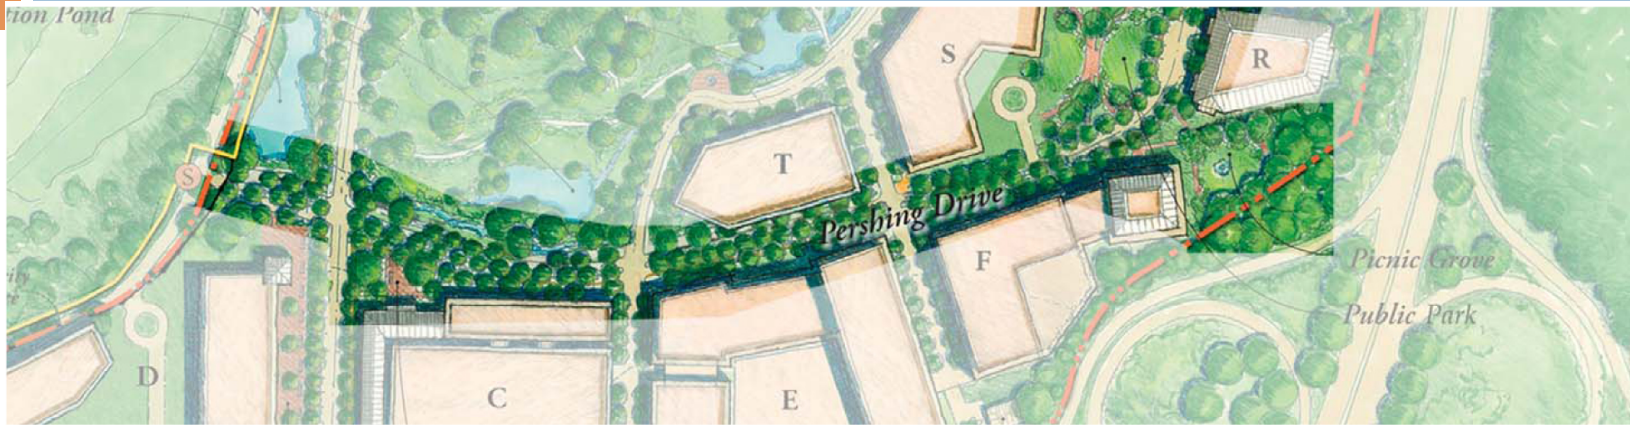 tion Pond
S
R
T
S
Pershing Drive
F
Picnic Grove
Public Park
D
C
E